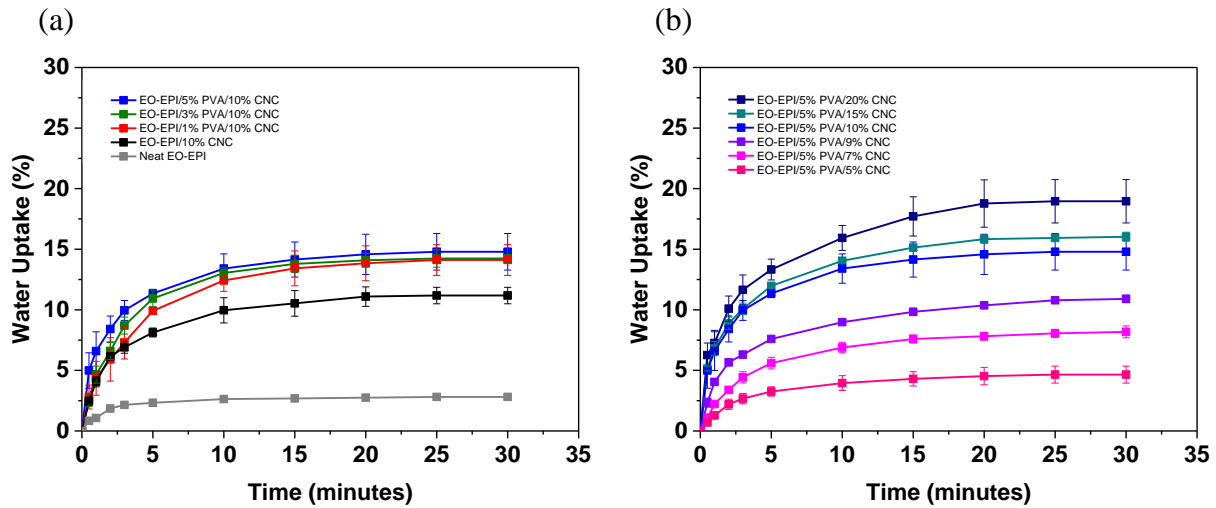 (a)
30
25
20
15
10
5
0
Water Uptake (%)
EO-EPI/5% PVA/10% CNC
EO-EPI/3% PVA/10% CNC
EO-EPI/1% PVA/10% CNC
EO-EPI/10% CNC
Neat EO-EPI
0 5 10 15 20 25 30 35
Time (minutes)
(b)
30
25
20
15
10
5
0
Water Uptake (%)
EO-EPI/5% PVA/20% CNC
EO-EPI/5% PVA/15% CNC
EO-EPI/5% PVA/10% CNC
EO-EPI/5% PVA/9% CNC
EO-EPI/5% PVA/7% CNC
EO-EPI/5% PVA/5% CNC
0 5 10 15 20 25 30 35
Time (minutes)